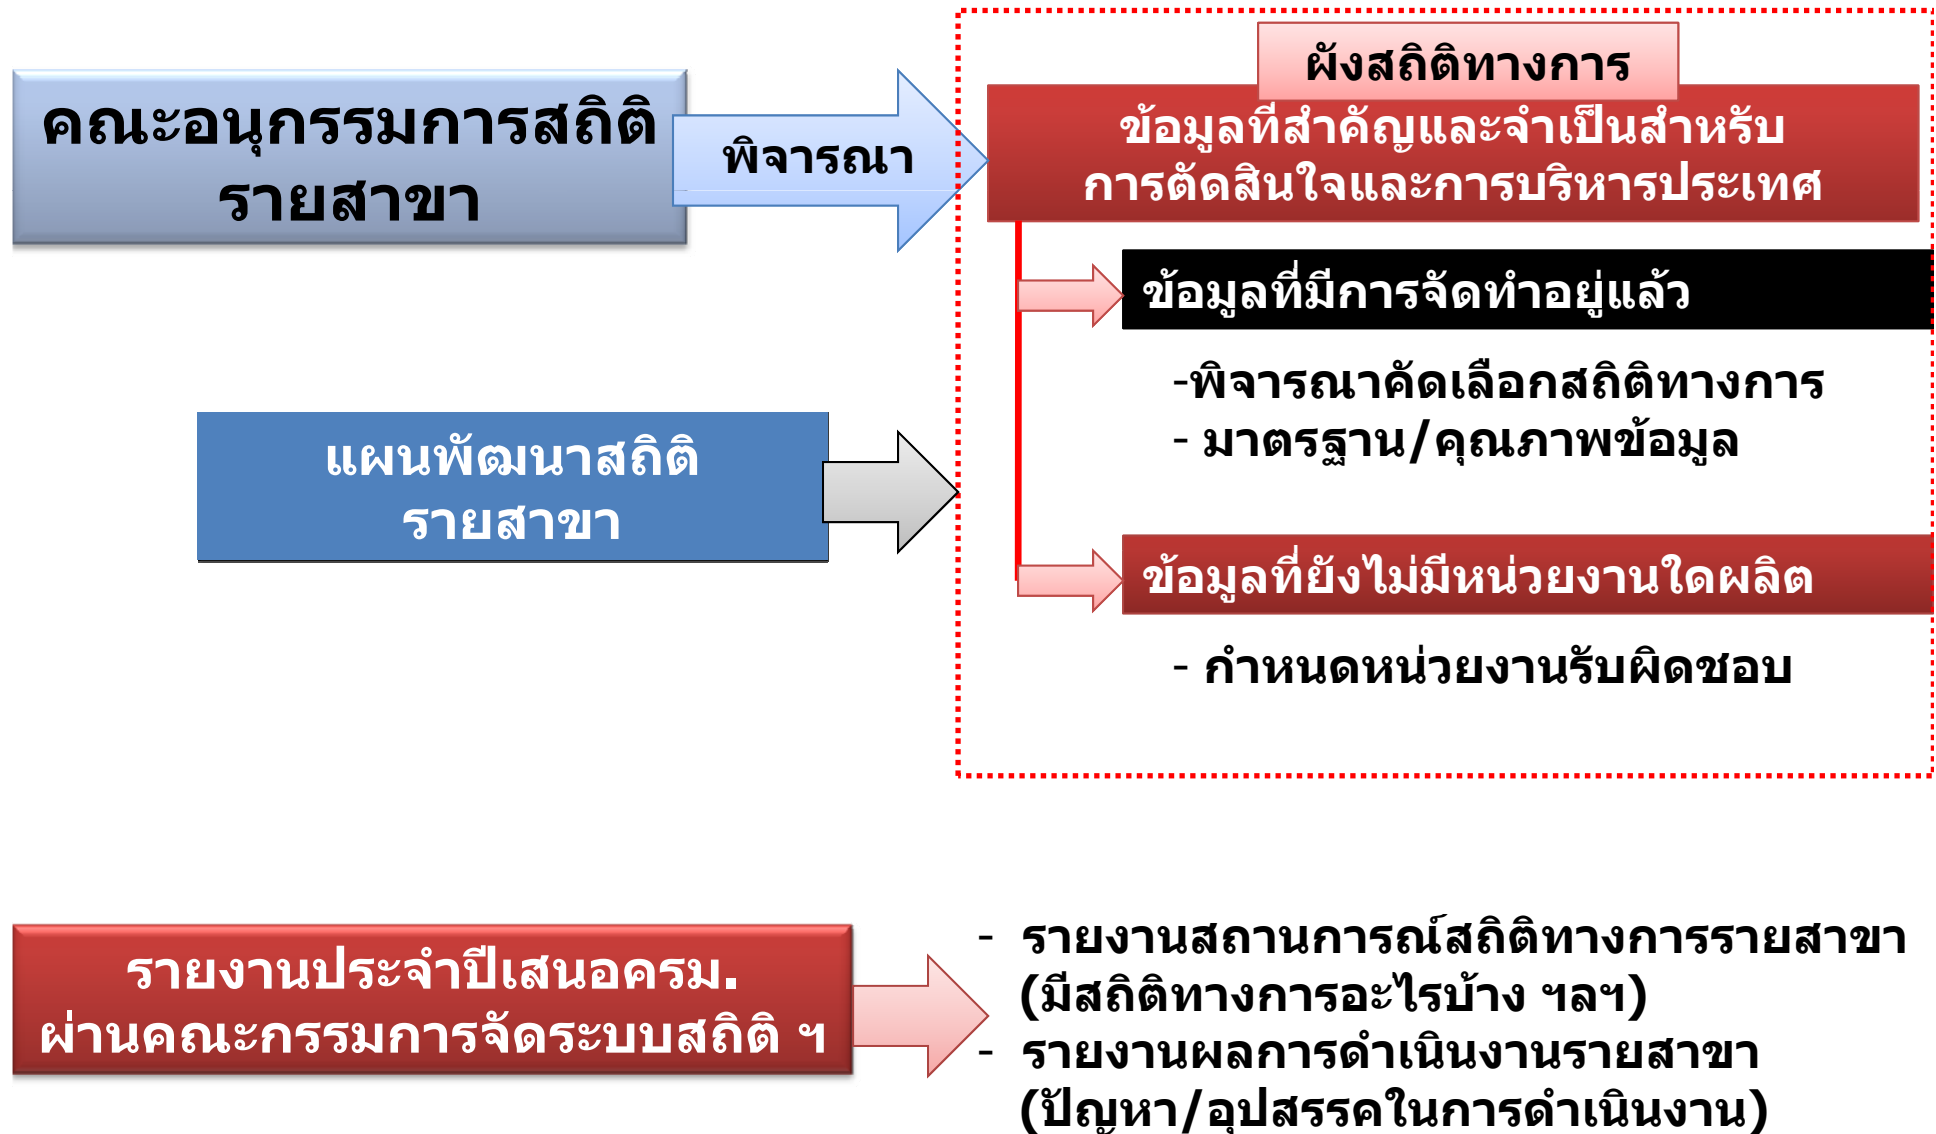 คณะอนุกรรมการสถิติ
รายสาขา
พิจารณา
ผังสถิติทางการ
ข้อมูลที่สำคัญและจำเป็นสำหรับ
การตัดสินใจและการบริหารประเทศ
ข้อมูลที่มีการจัดทำอยู่แล้ว
-พิจารณาคัดเลือกสถิติทางการ
- มาตรฐาน/คุณภาพข้อมูล
แผนพัฒนาสถิติ
รายสาขา
ข้อมูลที่ยังไม่มีหน่วยงานใดผลิต
- กำหนดหน่วยงานรับผิดชอบ
รายงานประจำปีเสนอครม.
ผ่านคณะกรรมการจัดระบบสถิติ ฯ
- รายงานสถานการณ์สถิติทางการรายสาขา
(มีสถิติทางการอะไรบ้าง ฯลฯ)
- รายงานผลการดำเนินงานรายสาขา
(ปัญหา/อุปสรรคในการดำเนินงาน)